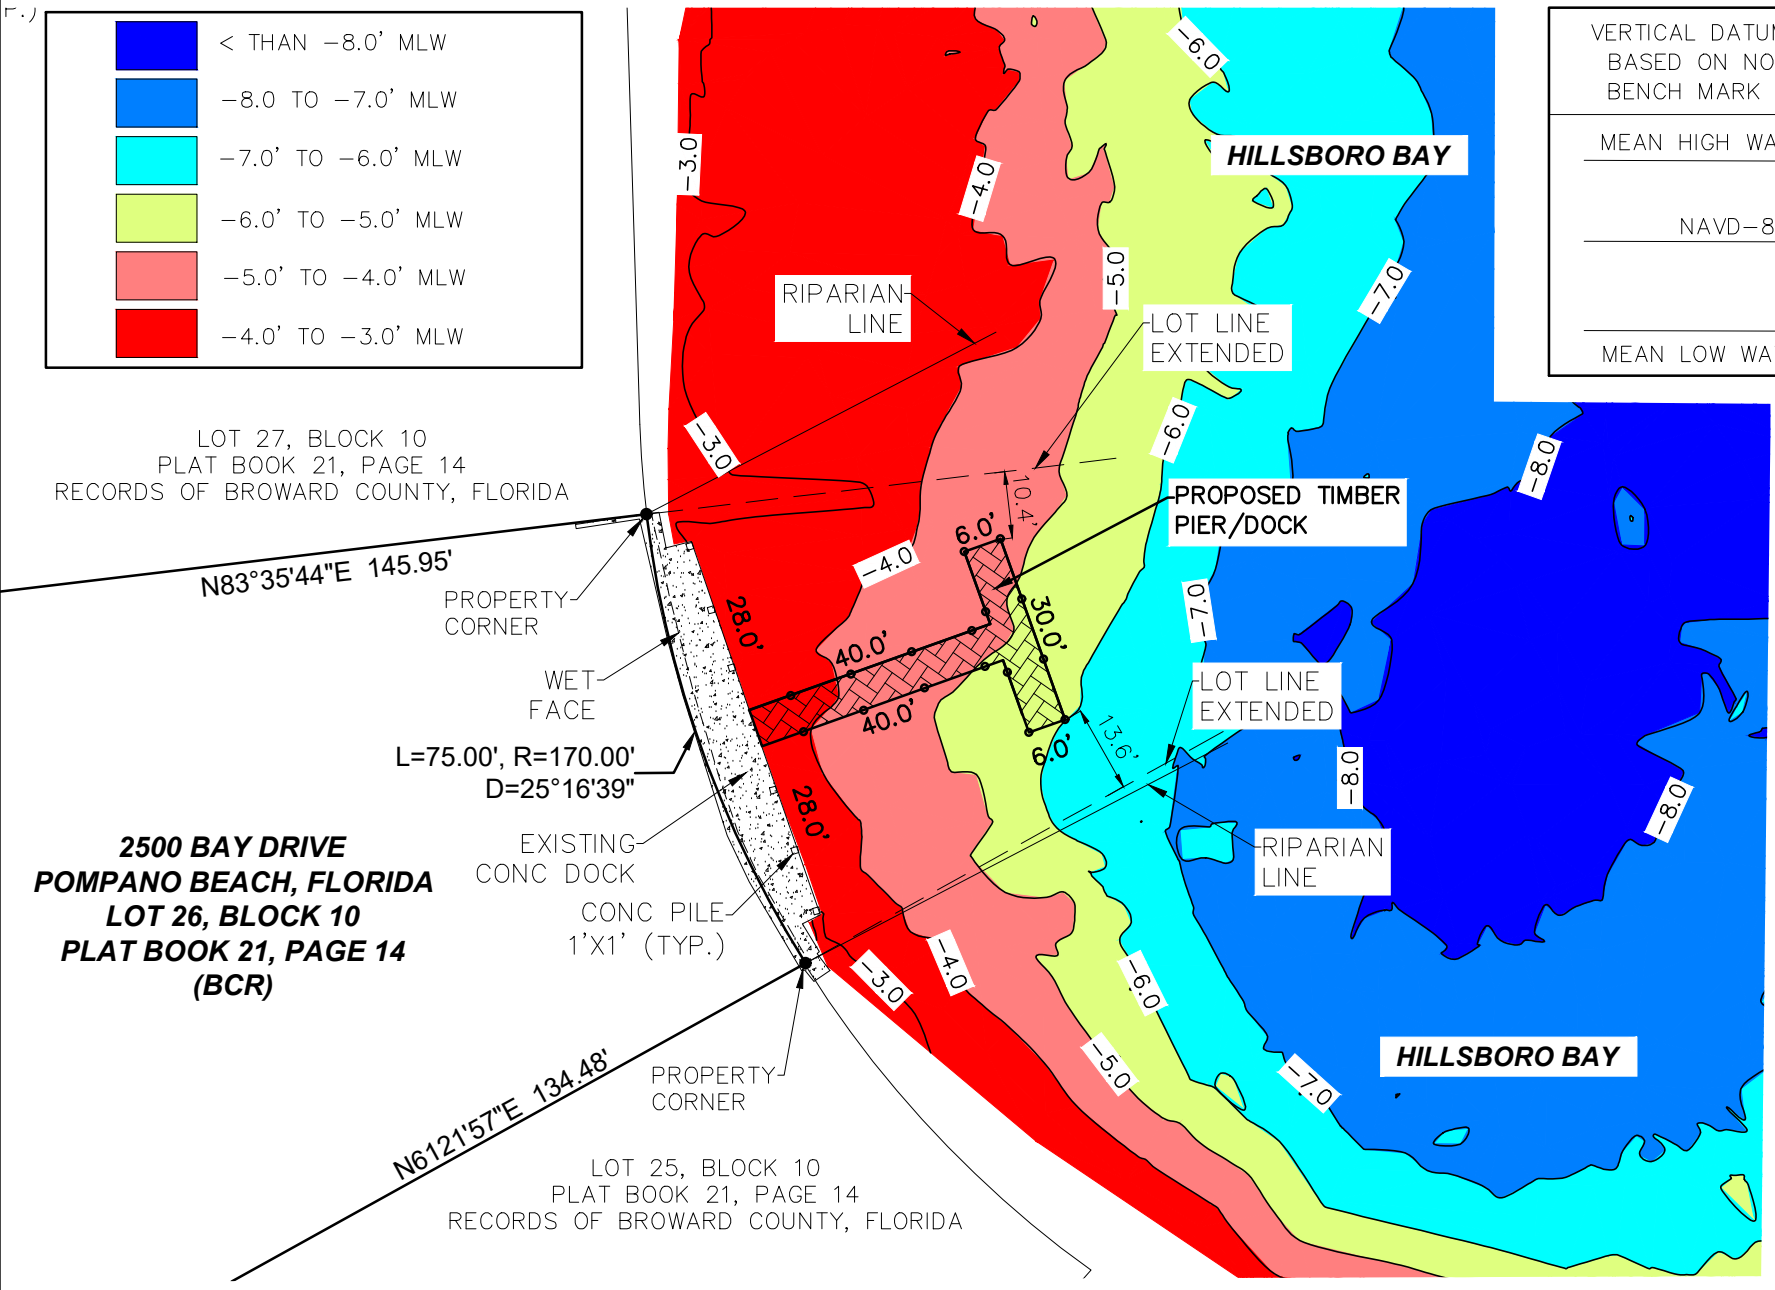 < THAN -8.0' MLW
-8.0 TO -7.0' MLW
-7.0' TO -6.0' MLW
-6.0' TO -5.0' MLW
-5.0' TO -4.0' MLW
-4.0' TO -3.0' MLW
BASED ON NO
BENCH MARK
MEAN HIGH WA
NAVD-8
MEAN LOW WA
HILLSBORO BAY
-6.0
-3.0
-4.0
-5.0
-7.0
RIPARIAN
LINE
LOT LINE
EXTENDED
-3.0
-6.0
-8.0
LOT 27, BLOCK 10
PLAT BOOK 21, PAGE 14
RECORDS OF BROWARD COUNTY, FLORIDA
N83°35'44"E 145.95'
PROPERTY
CORNER
10.4'
PROPOSED TIMBER
PIER/DOCK
6.0'
-4.0
28.0'
40.0'
30.0'
-7.0
WET
FACE
40.0'
LOT LINE
EXTENDED
L=75.00', R=170.00'
D=25°16'39"
6.0'
13.6'
-8.0
-8.0
28.0'
EXISTING
CONC DOCK
RIPARIAN
LINE
2500 BAY DRIVE
POMPANO BEACH, FLORIDA
LOT 26, BLOCK 10
PLAT BOOK 21, PAGE 14
(BCR)
CONC PILE
1'X1' (TYP.)
-3.0
-4.0
-6.0
-5.0
-7.0
HILLSBORO BAY
N6121'57"E 134.48'
PROPERTY
CORNER
LOT 25, BLOCK 10
PLAT BOOK 21, PAGE 14
RECORDS OF BROWARD COUNTY, FLORIDA